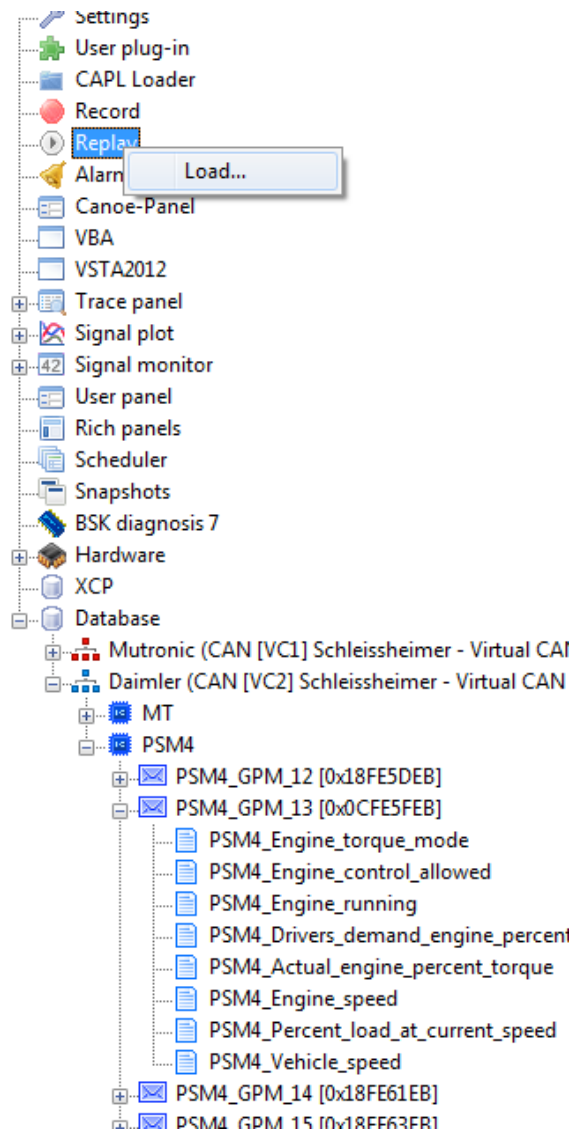 Settings
User plug-in
CAPL Loader
Record
Replay
Load...
Alarn
Canoe-Panel
VBA
VSTA2012
Trace panel
Signal plot
42 Signal monitor
User panel
Rich panels
Scheduler
Snapshots
BSK diagnosis 7
Hardware
XCP
Database
Mutronic (CAN [VC1] Schleissheimer - Virtual CAN
Daimler (CAN [VC2] Schleissheimer - Virtual CAN
MT
PSM4
PSM4_GPM_12 [0x18FE5DEB]
PSM4_GPM_13 [0x0CFE5FEB]
PSM4_Engine_torque_mode
PSM4_Engine_control_allowed
PSM4_Engine_running
PSM4_Drivers_demand_engine_percent
PSM4_Actual_engine_percent_torque
PSM4_Engine_speed
PSM4_Percent_load_at_current_speed
PSM4_Vehicle_speed
PSM4_GPM_14 [0x18FE61EB]
PSM4_GPM_15 [0x18FE63EB]